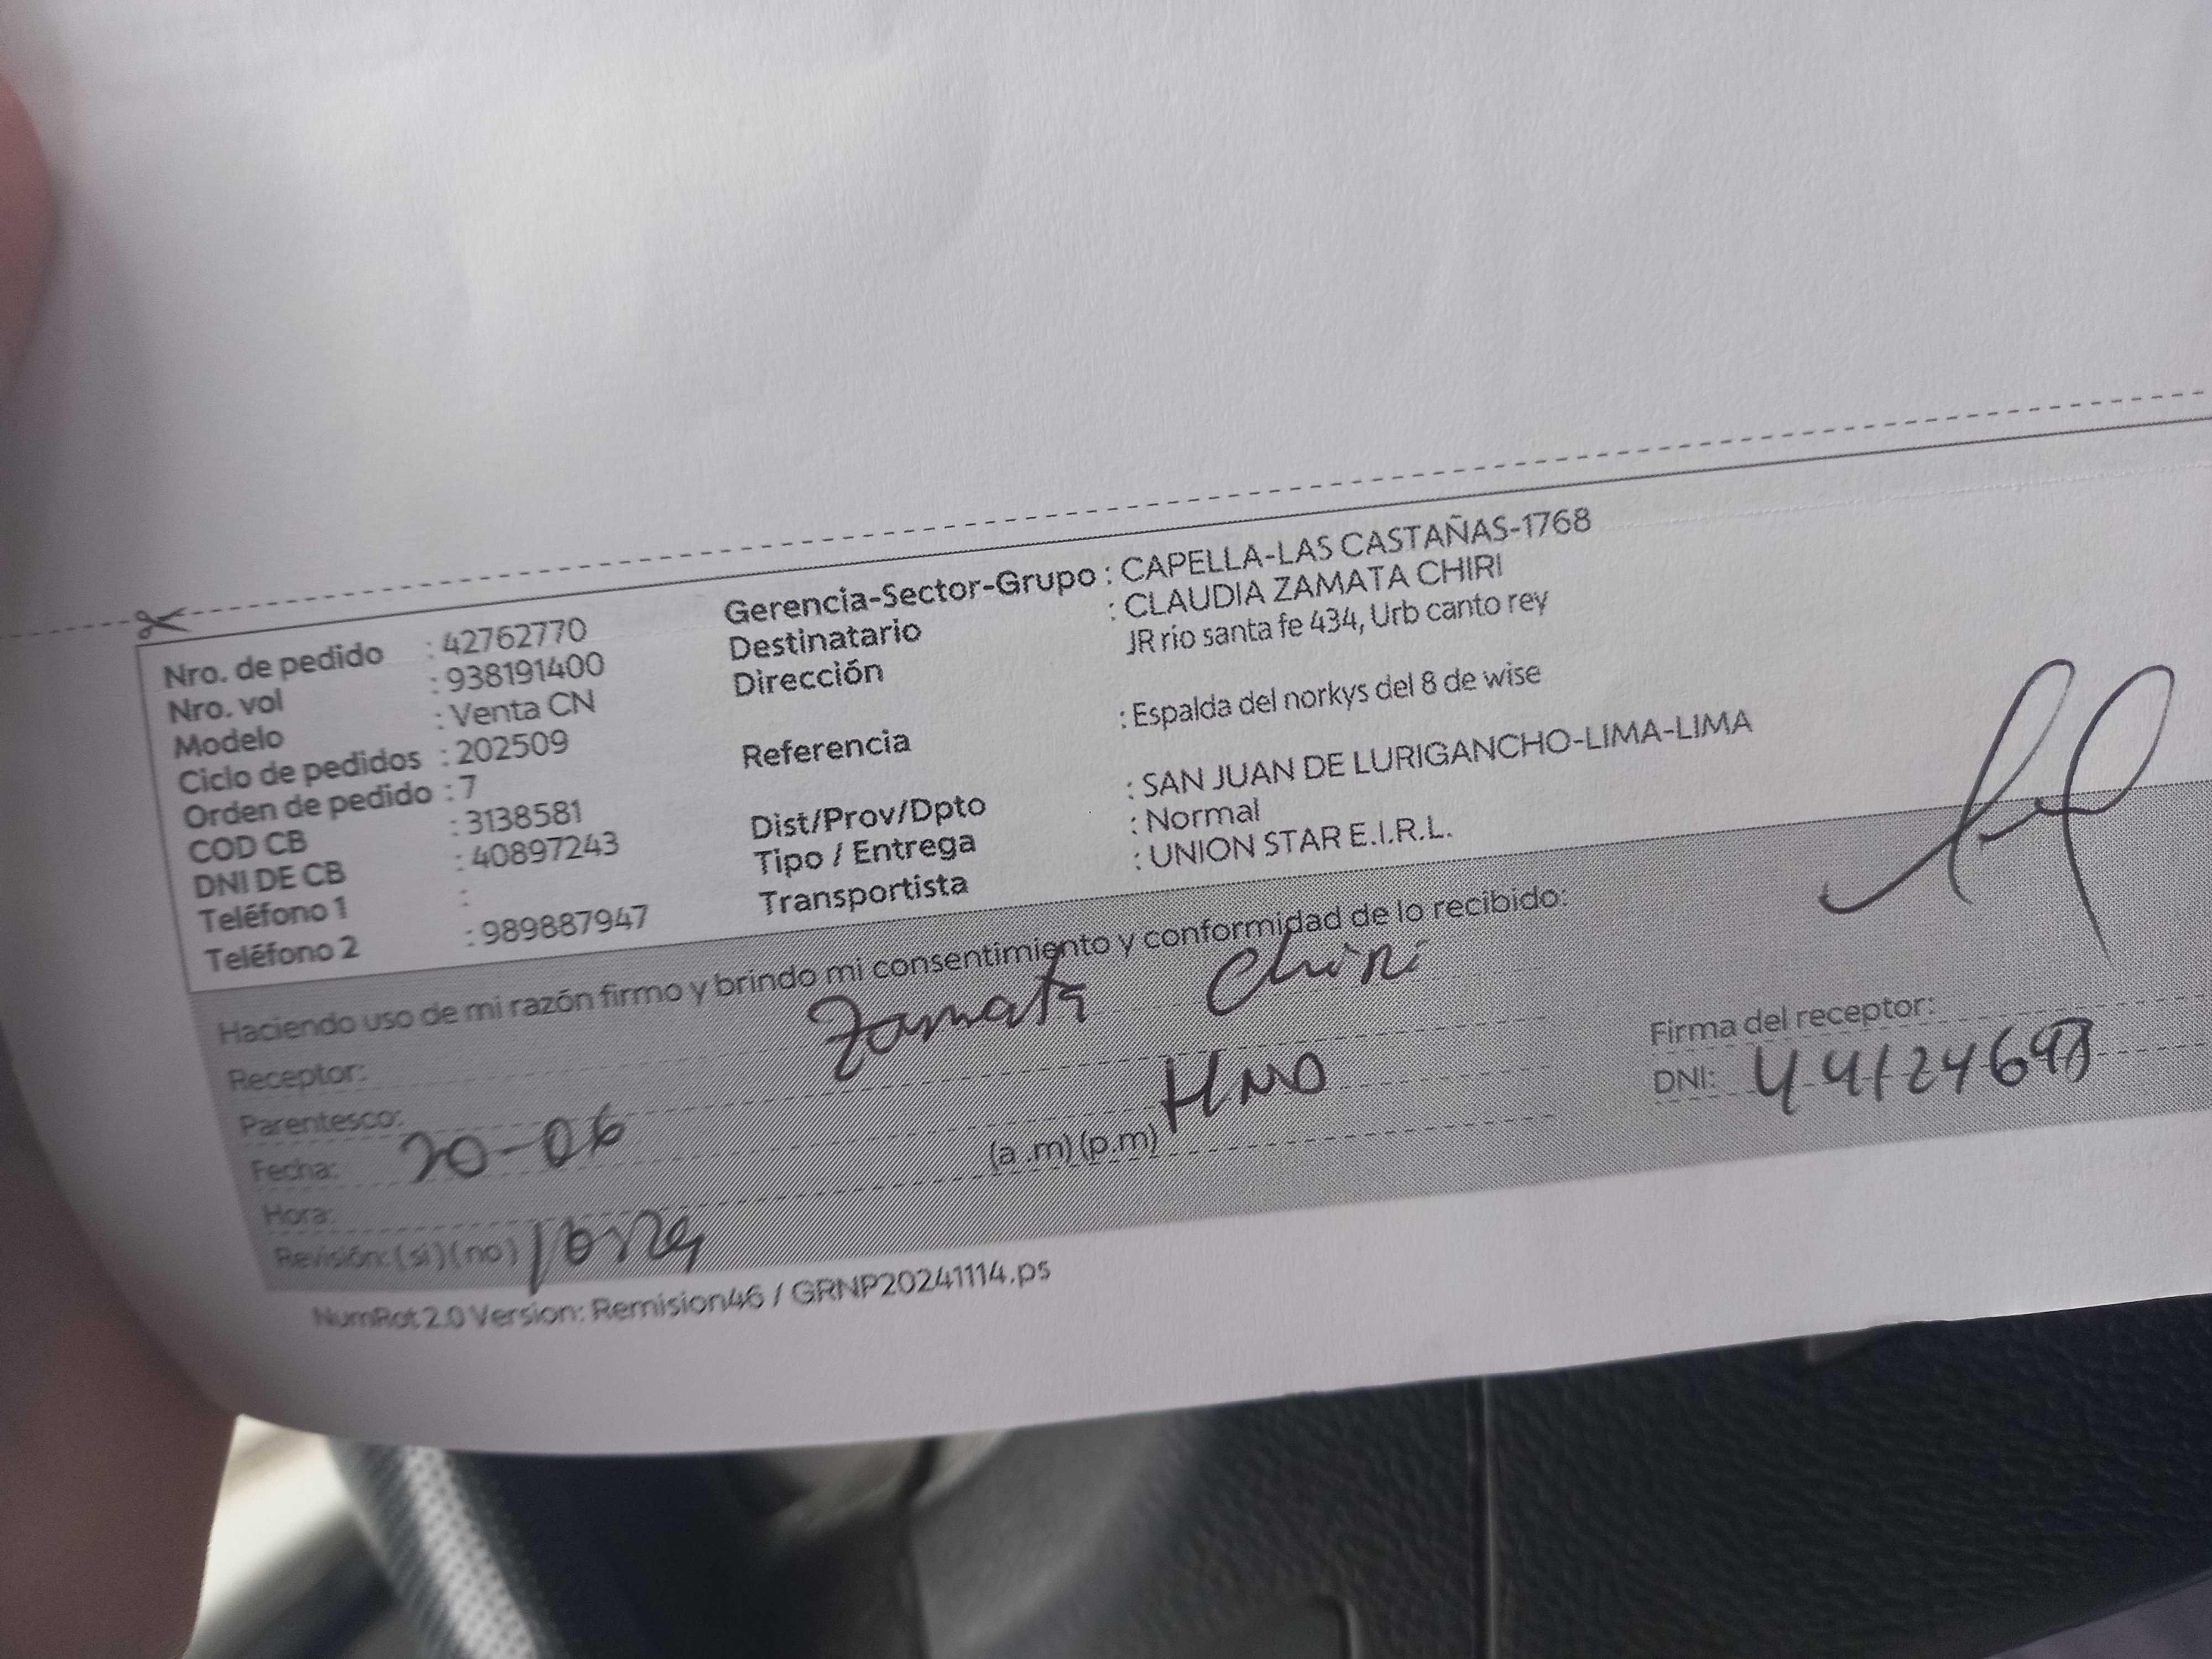 Nro. de pedido : 42762770
Nro. vol : 938191400
Modelo : Venta CN
Ciclo de pedidos : 202509
Orden de pedido : 7
COD CB : 3138581
DNI DE CB : 40897243
Teléfono 1 :
Teléfono 2 : 989887947
Gerencia-Sector-Grupo : CAPELLA-LAS CASTAÑAS-1768
Destinatario : CLAUDIA ZAMATA CHIRI
Dirección JR rio santa fe 434, Urb canto rey
Referencia : Espalda del norkys del 8 de wise
Dist/Prov/Dpto : SAN JUAN DE LURIGANCHO-LIMA-LIMA
Tipo / Entrega : Normal
Transportista : UNION STAR E.I.R.L.
Haciendo uso de mi razón firmo y brindo mi consentimiento y conformidad de lo recibido:
Receptor: Zamata Chiri
Parentesco: HNO
Fecha: 20-06
Hora: (a .m) (p.m)
Revisión: (si) (no)
Firma del receptor:
DNI:
NumRot 2.0 Version: Remision46 / GRNP20241114.ps